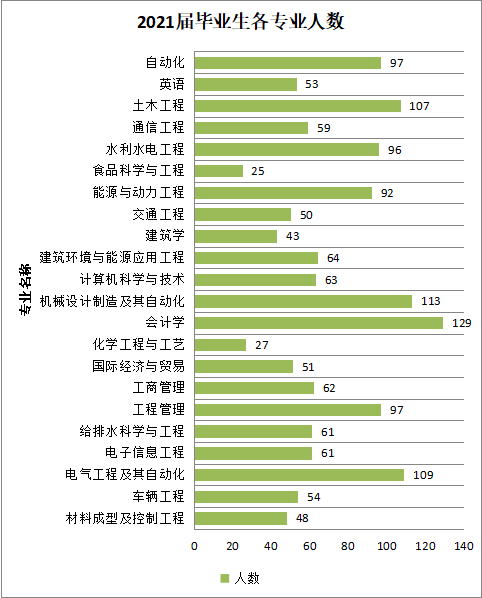 2021届毕业生各专业人数
专业名称
自动化 97
英语 53
土木工程 107
通信工程 59
水利水电工程 96
食品科学与工程 25
能源与动力工程 92
交通工程 50
建筑学 43
建筑环境与能源应用工程 64
计算机科学与技术 63
机械设计制造及其自动化 113
会计学 129
化学工程与工艺 27
国际经济与贸易 51
工商管理 62
工程管理 97
给排水科学与工程 61
电子信息工程 61
电气工程及其自动化 109
车辆工程 54
材料成型及控制工程 48
0 20 40 60 80 100 120 140
人数